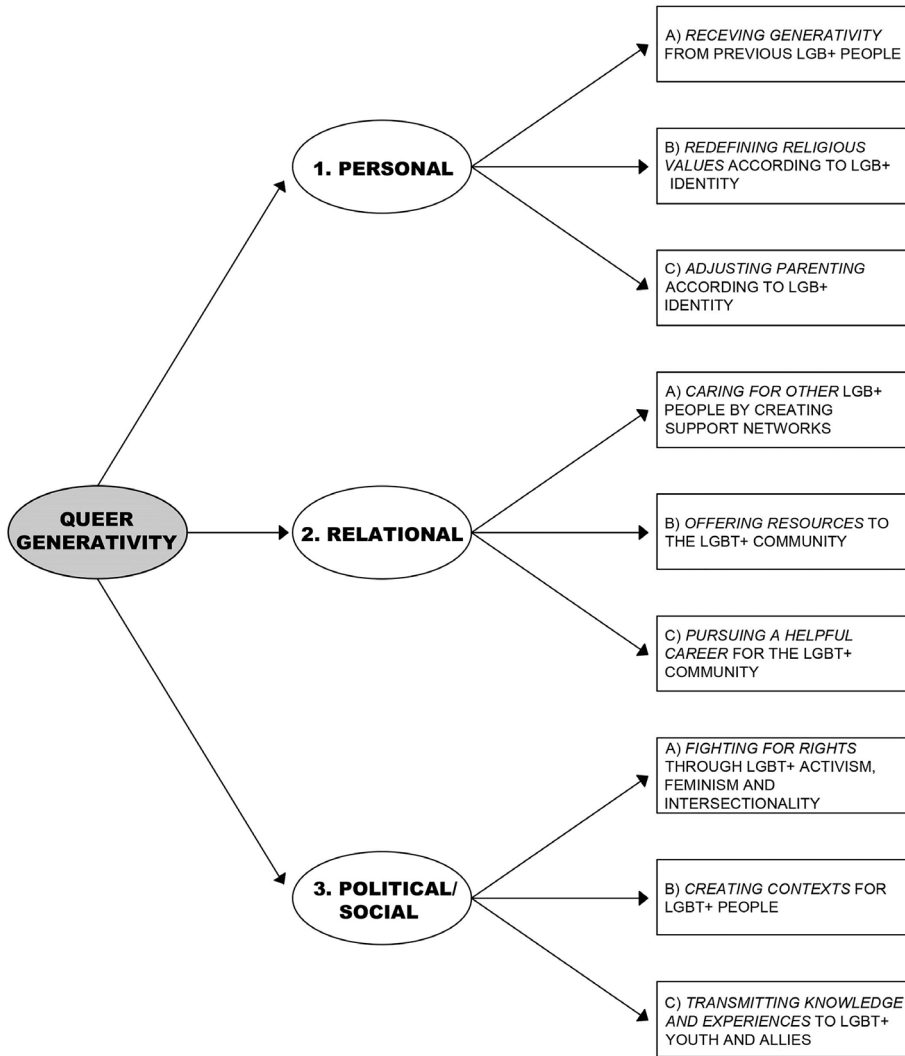 A) RECEVING GENERATIVITY
FROM PREVIOUS LGB+ PEOPLE
1. PERSONAL
B) REDEFINING RELIGIOUS
VALUES ACCORDING TO LGB+
IDENTITY
C) ADJUSTING PARENTING
ACCORDING TO LGB+
IDENTITY
A) CARING FOR OTHER LGB+
PEOPLE BY CREATING
SUPPORT NETWORKS
QUEER
GENERATIVITY
2. RELATIONAL
B) OFFERING RESOURCES TO
THE LGBT+ COMMUNITY
C) PURSUING A HELPFUL
CAREER FOR THE LGBT+
COMMUNITY
A) FIGHTING FOR RIGHTS
THROUGH LGBT+ ACTIVISM,
FEMINISM AND
INTERSECTIONALITY
3. POLITICAL/
SOCIAL
B) CREATING CONTEXTS FOR
LGBT+ PEOPLE
C) TRANSMITTING KNOWLEDGE
AND EXPERIENCES TO LGBT+
YOUTH AND ALLIES